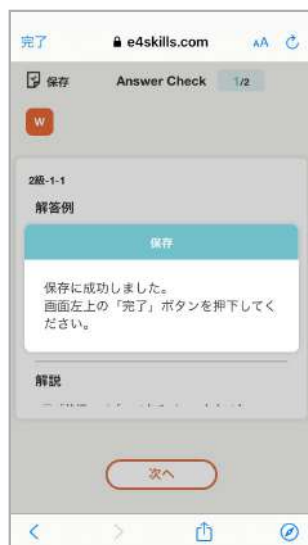 完了 e4skills.com AA
保存 Answer Check 1/2
W
2級-1-1
解答例
保存
保存に成功しました。
画面左上の「完了」ボタンを押下してく
ださい。
解説
次へ